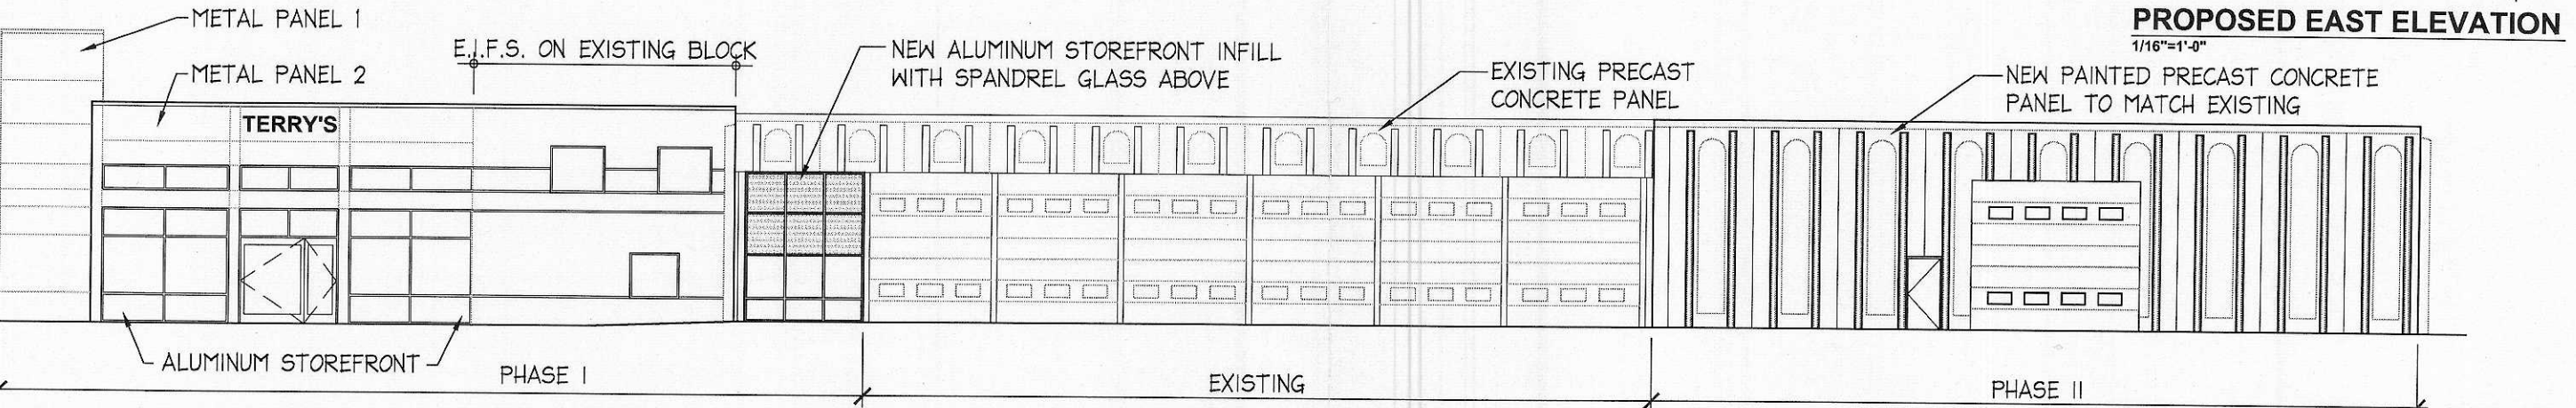 METAL PANEL 1
METAL PANEL 2
TERRY'S
E.I.F.S. ON EXISTING BLOCK
NEW ALUMINUM STOREFRONT INFILL
WITH SPANDREL GLASS ABOVE
EXISTING PRECAST
CONCRETE PANEL
PROPOSED EAST ELEVATION
1/16"=1'-0"
NEW PAINTED PRECAST CONCRETE
PANEL TO MATCH EXISTING
ALUMINUM STOREFRONT
PHASE I
EXISTING
PHASE II